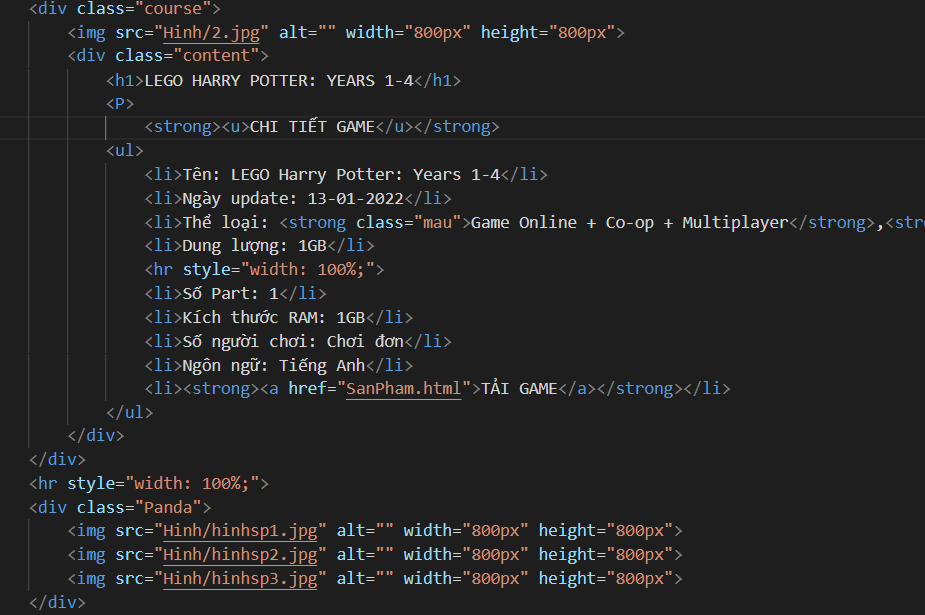 <div class="course">
<img src="Hinh/2.jpg" alt="" width="800px" height="800px">
<div class="content">
<h1>LEGO HARRY POTTER: YEARS 1-4</h1>
<P>
<strong><u>CHI TIẾT GAME</u></strong>
<ul>
<li>Tên: LEGO Harry Potter: Years 1-4</li>
<li>Ngày update: 13-01-2022</li>
<li>Thể loại: <strong class="mau">Game Online + Co-op + Multiplayer</strong>,<stro
<li>Dung lượng: 1GB</li>
<hr style="width: 100%;">
<li>Số Part: 1</li>
<li>Kích thước RAM: 1GB</li>
<li>Số người chơi: Chơi đơn</li>
<li>Ngôn ngữ: Tiếng Anh</li>
<li><strong><a href="SanPham.html">TẢI GAME</a></strong></li>
</ul>
</div>
</div>
<hr style="width: 100%;">
<div class="Panda">
<img src="Hinh/hinhsp1.jpg" alt="" width="800px" height="800px">
<img src="Hinh/hinhsp2.jpg" alt="" width="800px" height="800px">
<img src="Hinh/hinhsp3.jpg" alt="" width="800px" height="800px">
</div>